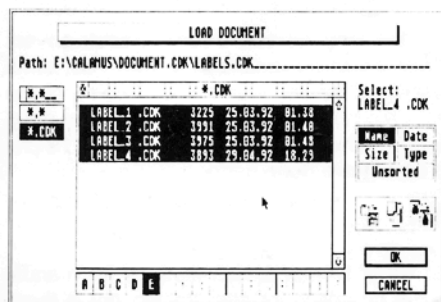 LOAD DOCUMENT
Path: E:\CALAMUS\DOCUMENT.CDK\LABELS.CDK
*.*
*.*
*.CDK
*.CDK
LABEL_1 .CDK 3225 25.03.92 01.38
LABEL_2 .CDK 3991 25.03.92 01.40
LABEL_3 .CDK 3975 25.03.92 01.43
LABEL_4 .CDK 3893 29.04.92 18.29
Select:
LABEL_4 .CDK
Name Date
Size Type
Unsorted
A B C D E
OK
CANCEL